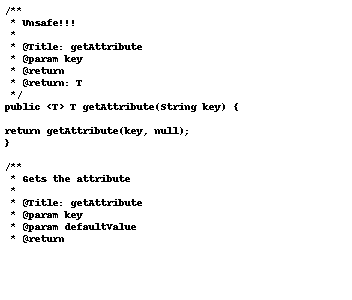 /**
 * Unsafe!!!
 *
 * @Title: getAttribute
 * @param key
 * @return
 * @return: T
 */
public <T> T getAttribute(String key) {

return getAttribute(key, null);
}

/**
 * Gets the attribute
 *
 * @Title: getAttribute
 * @param key
 * @param defaultValue
 * @return